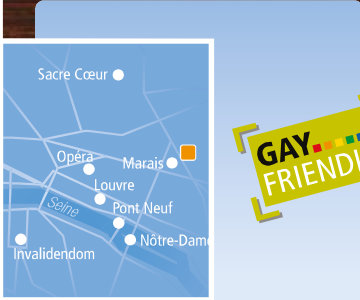 Sacre Cœur
Opéra
Marais
Louvre
Seine
Pont Neuf
Nôtre-Dame
Invalidendom
GAY
FRIENDL